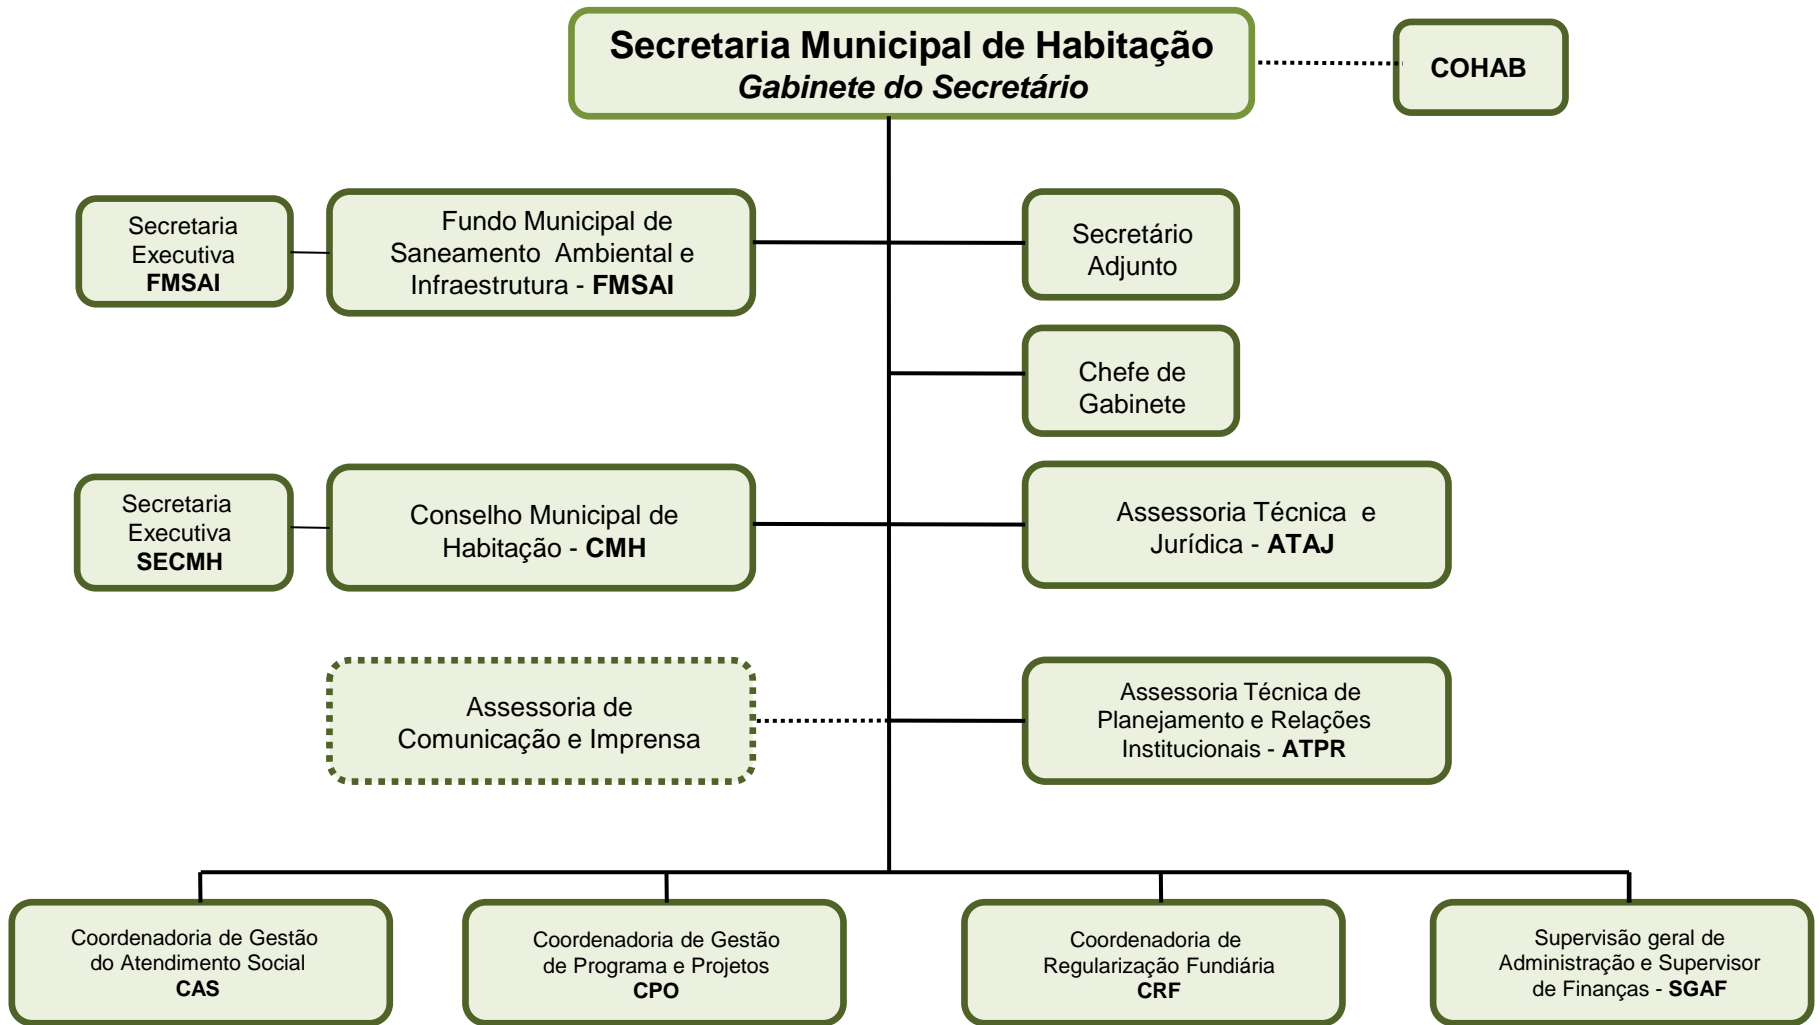 Secretaria Municipal de Habitação
Gabinete do Secretário
COHAB
Secretaria
Executiva
FMSAI
Fundo Municipal de
Saneamento Ambiental e
Infraestrutura - FMSAI
Secretário
Adjunto
Chefe de
Gabinete
Secretaria
Executiva
SECMH
Conselho Municipal de
Habitação - CMH
Assessoria Técnica e
Jurídica - ATAJ
Assessoria de
Comunicação e Imprensa
Assessoria Técnica de
Planejamento e Relações
Institucionais - ATPR
Coordenadoria de Gestão
do Atendimento Social
CAS
Coordenadoria de Gestão
de Programa e Projetos
CPO
Coordenadoria de
Regularização Fundiária
CRF
Supervisão geral de
Administração e Supervisor
de Finanças - SGAF